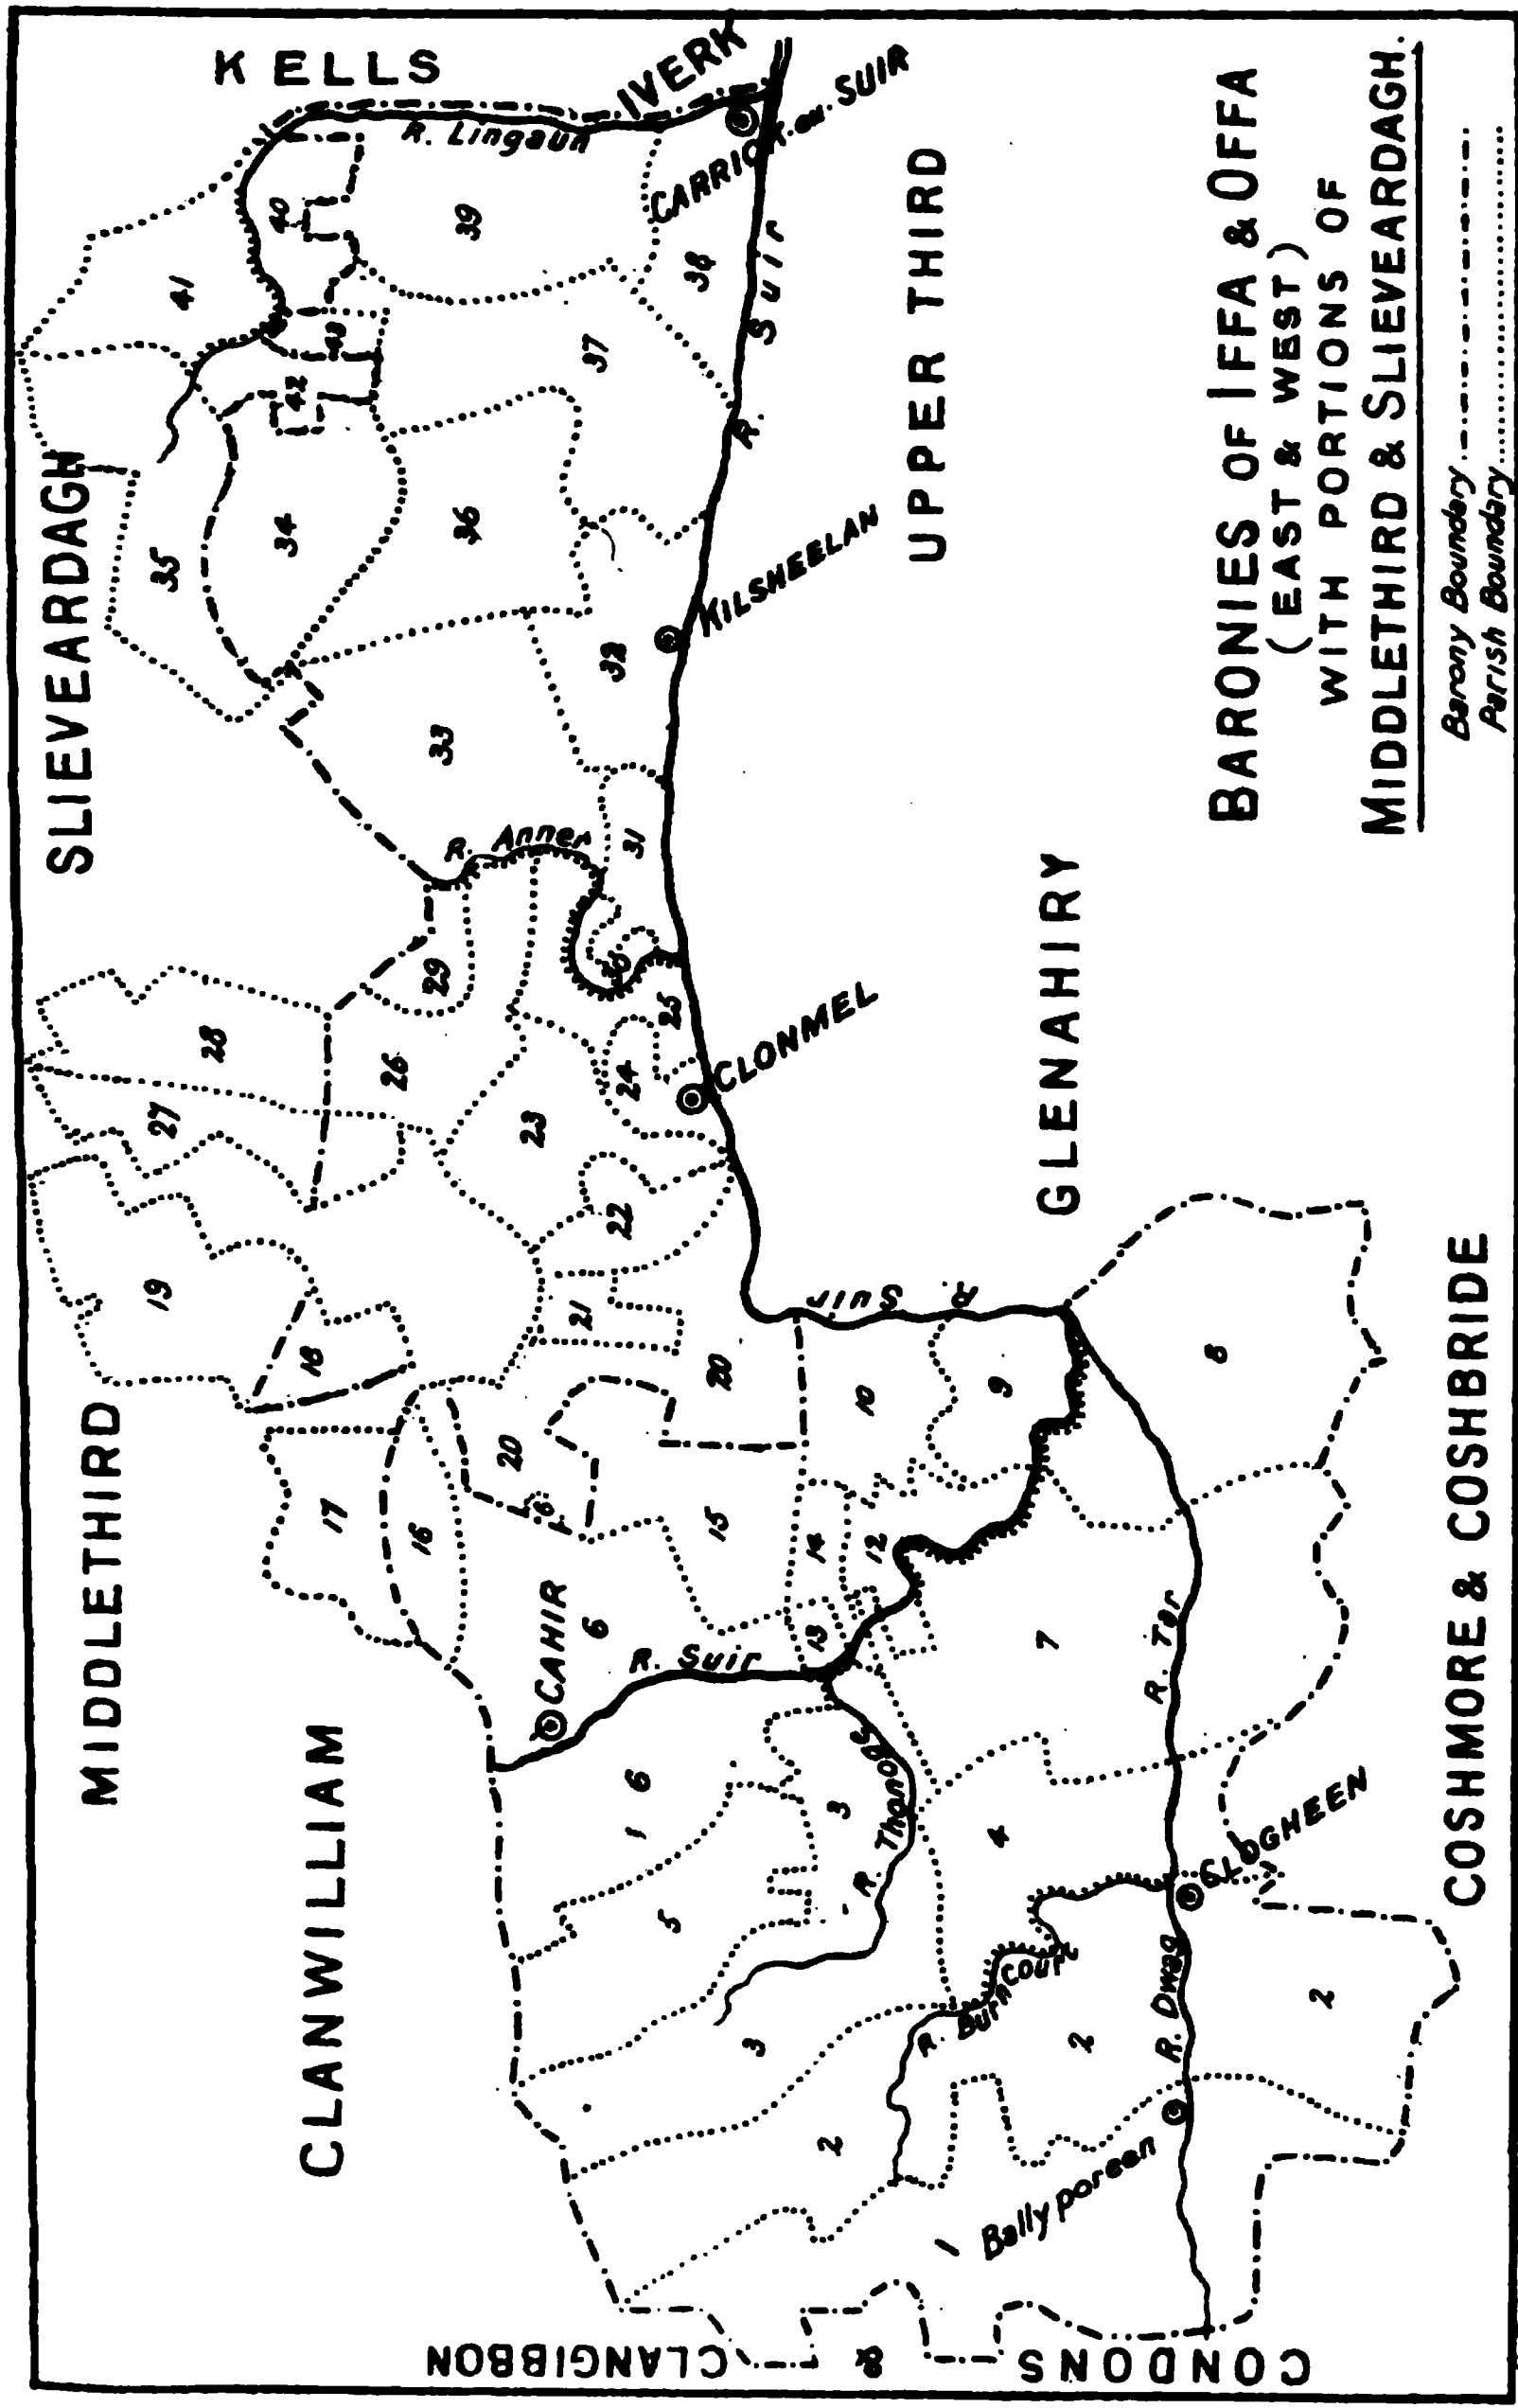 SLIEVEARDAGH
KELLS
IVERK
MIDDLETHIRD
CLANWILLIAM
CONDONS & CLANGIBBON
UPPER THIRD
GLENAHIRY
COSHMORE & COSHBRIDE
CARRICK on SUIR
KILSHEELAN
CLONMEL
CAHIR
CLOGHEEN
Ballyporeen
R. Lingaun
R. Suir
R. Anner
R. Suir
R. Suir
R. Thonoge
R. Tar
R. Burncourt
R. Dwag
1
1
2
2
2
3
3
4
5
6
6
6
7
8
9
10
12
13
14
15
16
17
18
19
20
20
21
22
23
24
25
26
27
28
29
31
32
33
34
35
36
37
38
39
40
41
42
43
BARONIES OF IFFA & OFFA
(EAST & WEST)
WITH PORTIONS OF
MIDDLETHIRD & SLIEVEARDAGH.
Barony Boundary
Parish Boundary